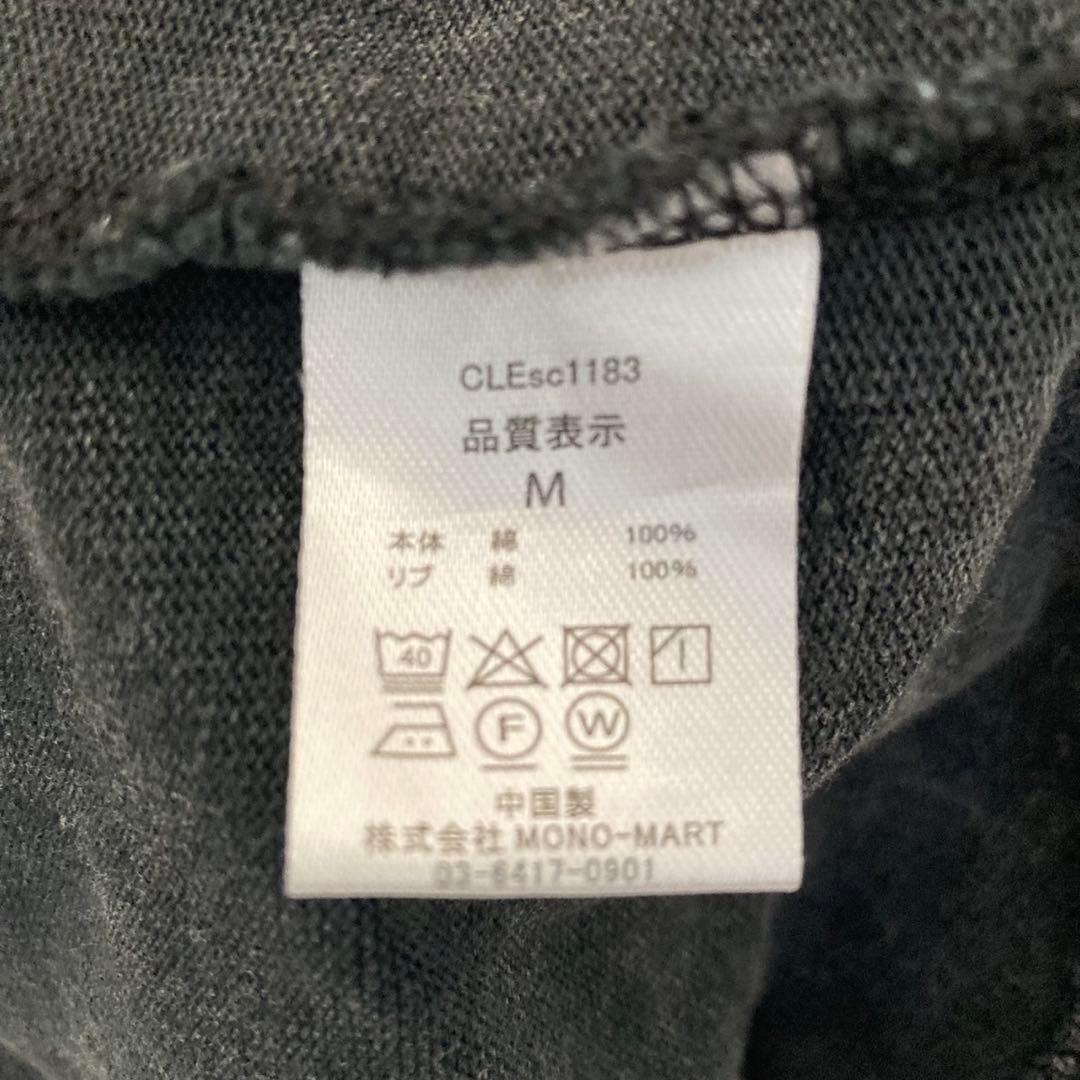 CLEsc1183
品質表示
M
本体 綿 100%
リブ 綿 100%
40
F W
中国製
株式会社 MONO-MART
03-6417-0901